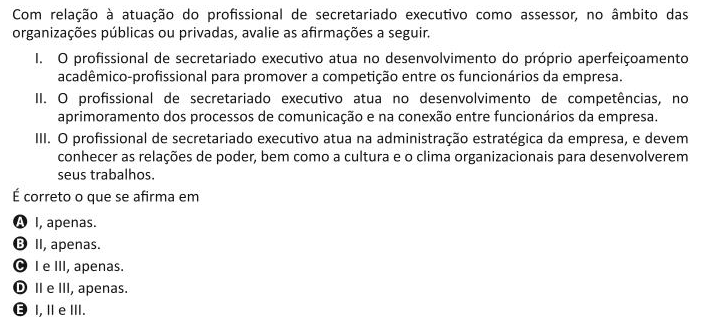 Com relação à atuação do profissional de secretariado executivo como assessor, no âmbito das
organizações públicas ou privadas, avalie as afirmações a seguir.
I. O profissional de secretariado executivo atua no desenvolvimento do próprio aperfeiçoamento
acadêmico-profissional para promover a competição entre os funcionários da empresa.
II. O profissional de secretariado executivo atua no desenvolvimento de competências, no
aprimoramento dos processos de comunicação e na conexão entre funcionários da empresa.
III. O profissional de secretariado executivo atua na administração estratégica da empresa, e devem
conhecer as relações de poder, bem como a cultura e o clima organizacionais para desenvolverem
seus trabalhos.
É correto o que se afirma em
A I, apenas.
B II, apenas.
C I e III, apenas.
D II e III, apenas.
E I, II e III.